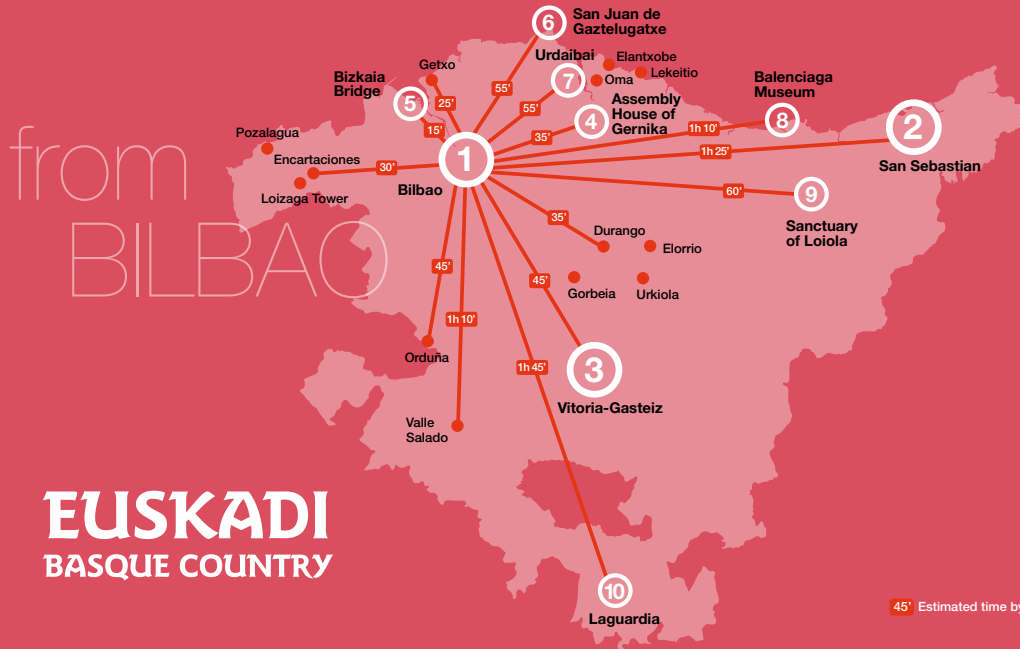 from
BILBAO
6
San Juan de
Gaztelugatxe
Urdaibai
7
Elantxobe
Oma
Lekeitio
Getxo
Bizkaia
Bridge
5
25'
15'
55'
55'
35'
4
Assembly
House of
Gernika
Balenciaga
Museum
8
1h 10'
1h 25'
2
San Sebastian
Pozalagua
Encartaciones
Loizaga Tower
30'
1
Bilbao
60'
9
Sanctuary
of Loiola
35'
Durango
Elorrio
Gorbeia
Urkiola
45'
45'
1h 10'
Orduña
1h 45'
3
Vitoria-Gasteiz
Valle
Salado
EUSKADI
BASQUE COUNTRY
10
Laguardia
45' Estimated time by